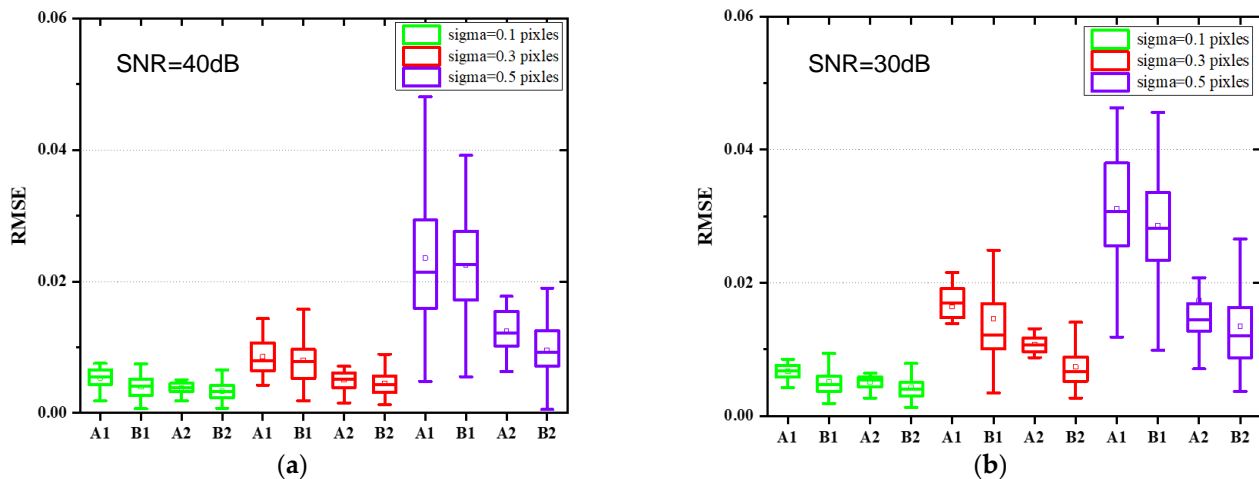 0.06
0.04
0.02
0.00
RMSE
SNR=40dB
sigma=0.1 pixles
sigma=0.3 pixles
sigma=0.5 pixles
A1 B1 A2 B2 A1 B1 A2 B2 A1 B1 A2 B2
(a)
0.06
0.04
0.02
0.00
RMSE
SNR=30dB
sigma=0.1 pixles
sigma=0.3 pixles
sigma=0.5 pixles
A1 B1 A2 B2 A1 B1 A2 B2 A1 B1 A2 B2
(b)